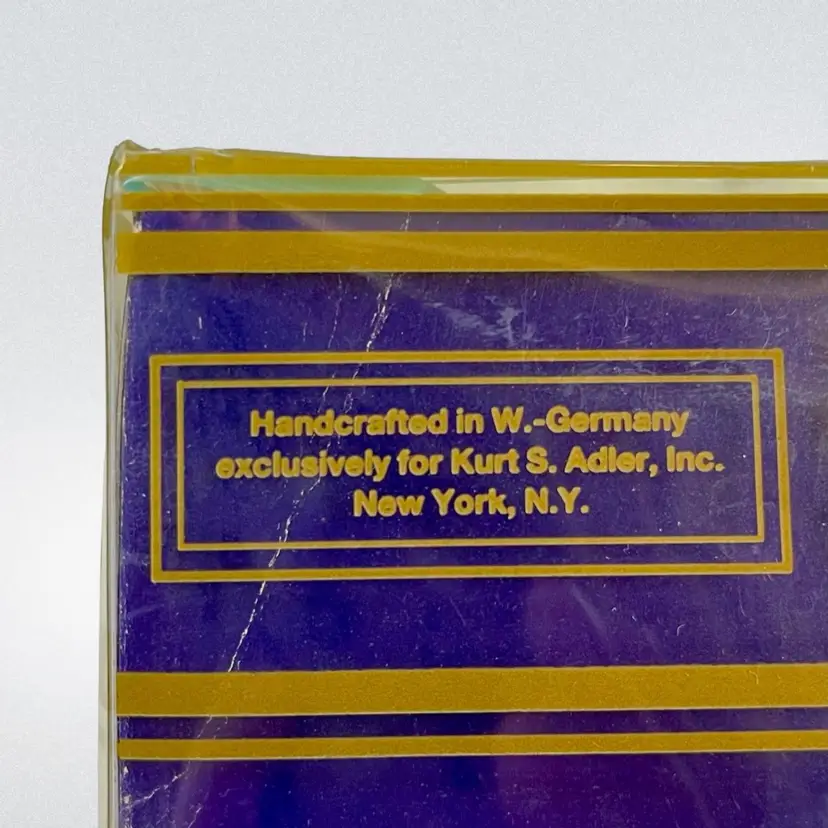 Handcrafted in W.-Germany
exclusively for Kurt S. Adler, Inc.
New York, N.Y.